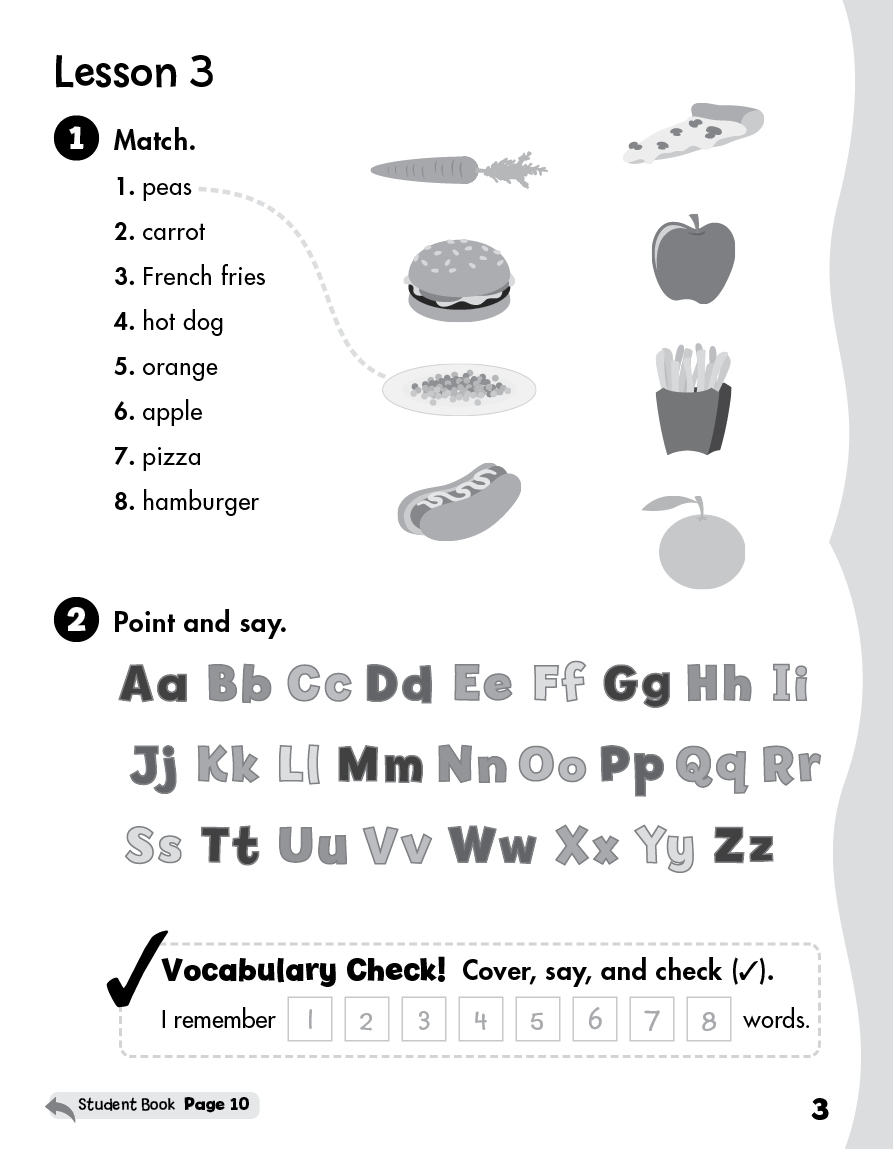 Lesson 3
1 Match.
1. peas
2. carrot
3. French fries
4. hot dog
5. orange
6. apple
7. pizza
8. hamburger
2 Point and say.
Aa Bb Cc Dd Ee Ff Gg Hh Ii
Jj Kk Ll Mm Nn Oo Pp Qq Rr
Ss Tt Uu Vv Ww Xx Yy Zz
Vocabulary Check! Cover, say, and check (✓).
I remember 1 2 3 4 5 6 7 8 words.
Student Book Page 10
3